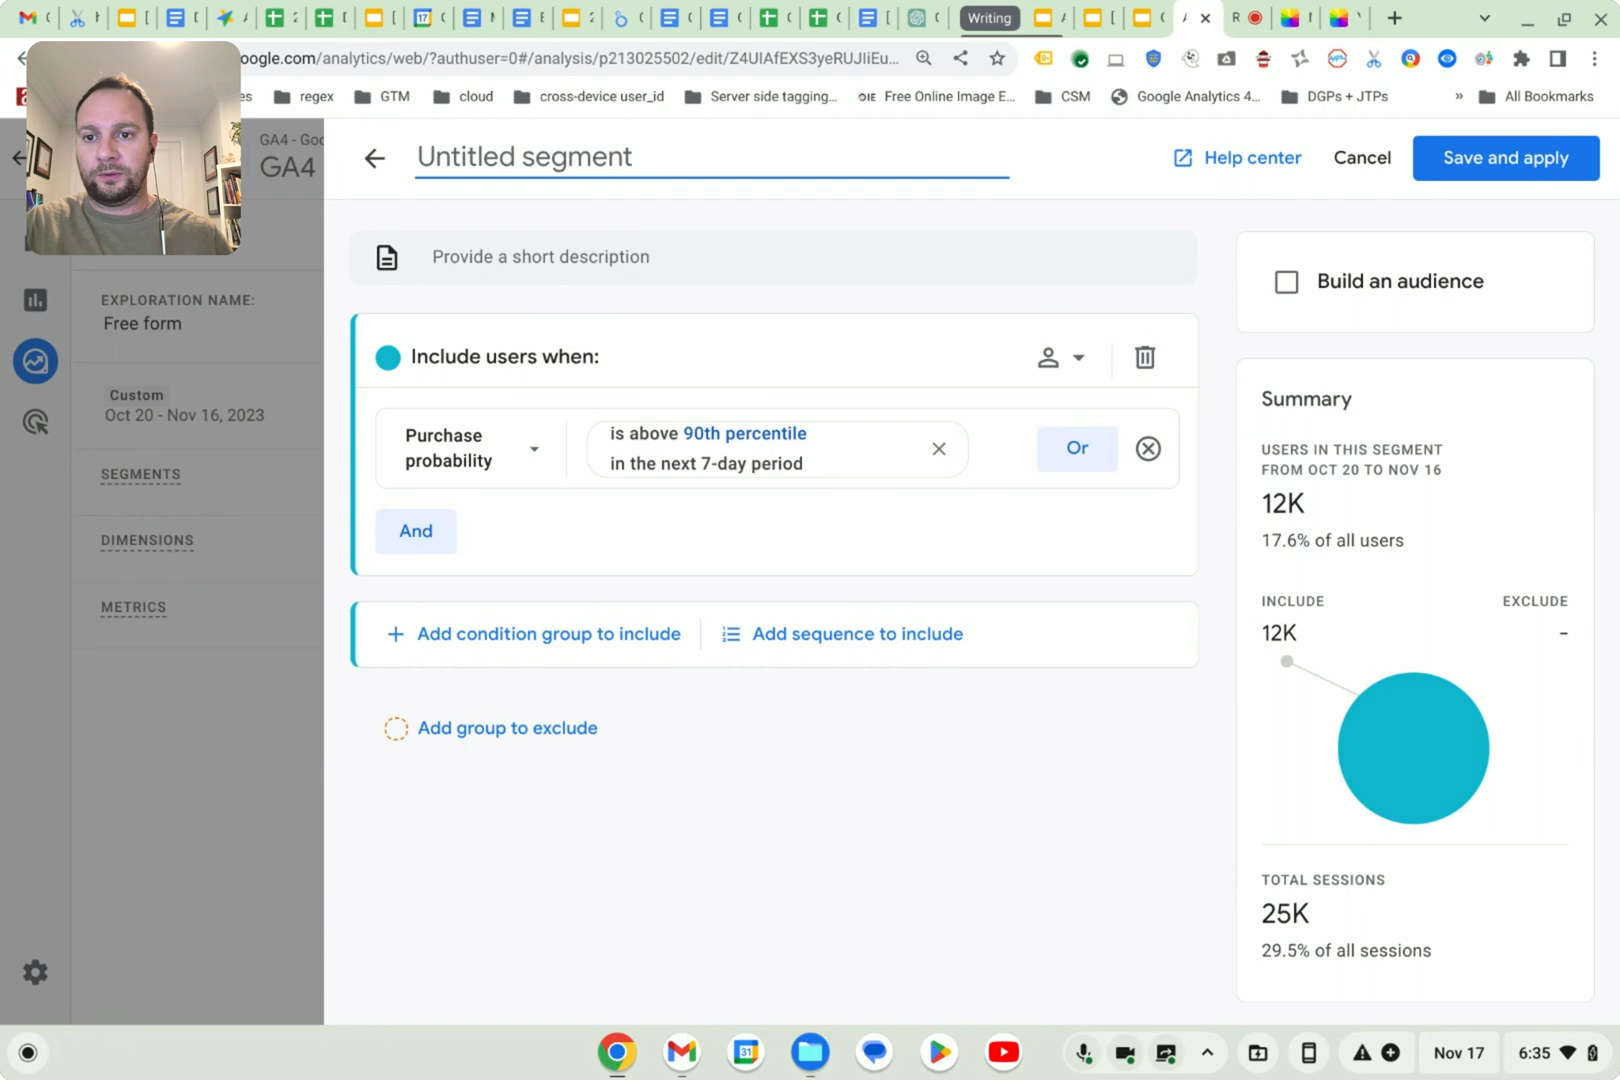 Writing
oogle.com/analytics/web/?authuser=0#/analysis/p213025502/edit/Z4UIAfEXS3yeRUJIiEu...
es
regex
GTM
cloud
cross-device user_id
Server side tagging...
OIE
Free Online Image E...
CSM
Google Analytics 4...
DGPs + JTPs
»
All Bookmarks
GA4 - Goo
GA4
Untitled segment
Help center
Cancel
Save and apply
Provide a short description
Build an audience
EXPLORATION NAME:
Free form
Custom
Oct 20 - Nov 16, 2023
SEGMENTS
DIMENSIONS
METRICS
Include users when:
Purchase
probability
is above 90th percentile
in the next 7-day period
Or
And
Add condition group to include
Add sequence to include
Add group to exclude
Summary
USERS IN THIS SEGMENT
FROM OCT 20 TO NOV 16
12K
17.6% of all users
INCLUDE
EXCLUDE
12K
-
TOTAL SESSIONS
25K
29.5% of all sessions
31
Nov 17
6:35